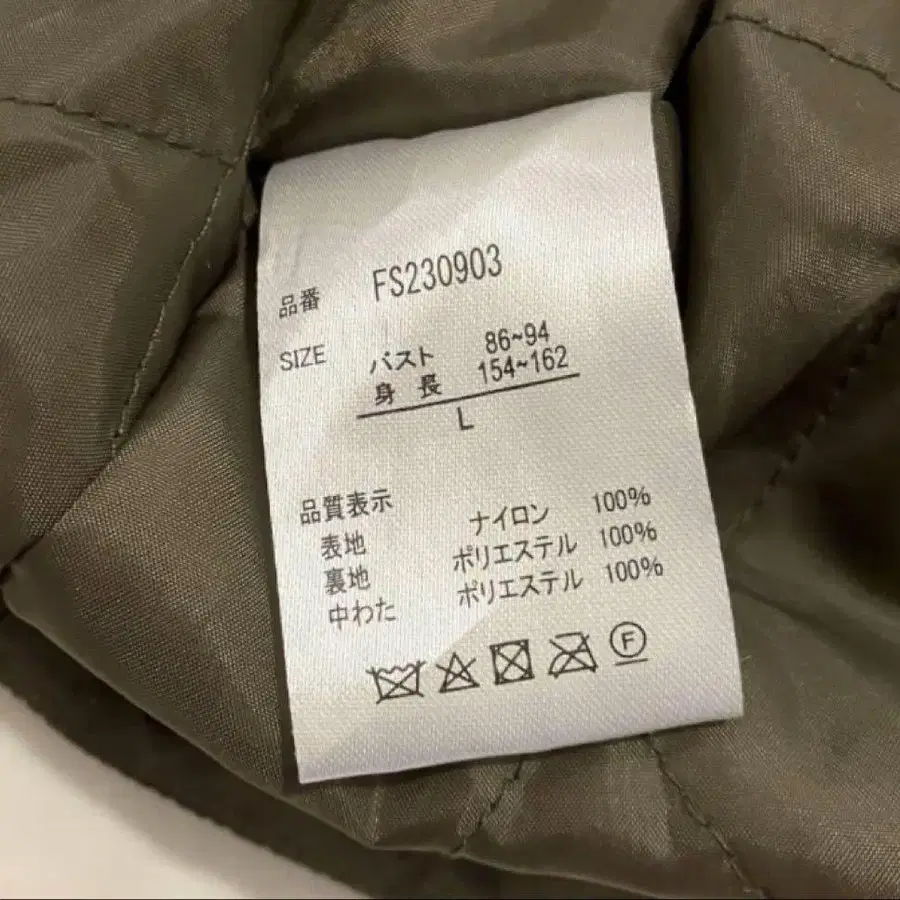 品番 FS230903
SIZE バスト 86~94
身長 154~162
L
品質表示
表地 ナイロン 100%
裏地 ポリエステル 100%
中わた ポリエステル 100%
F